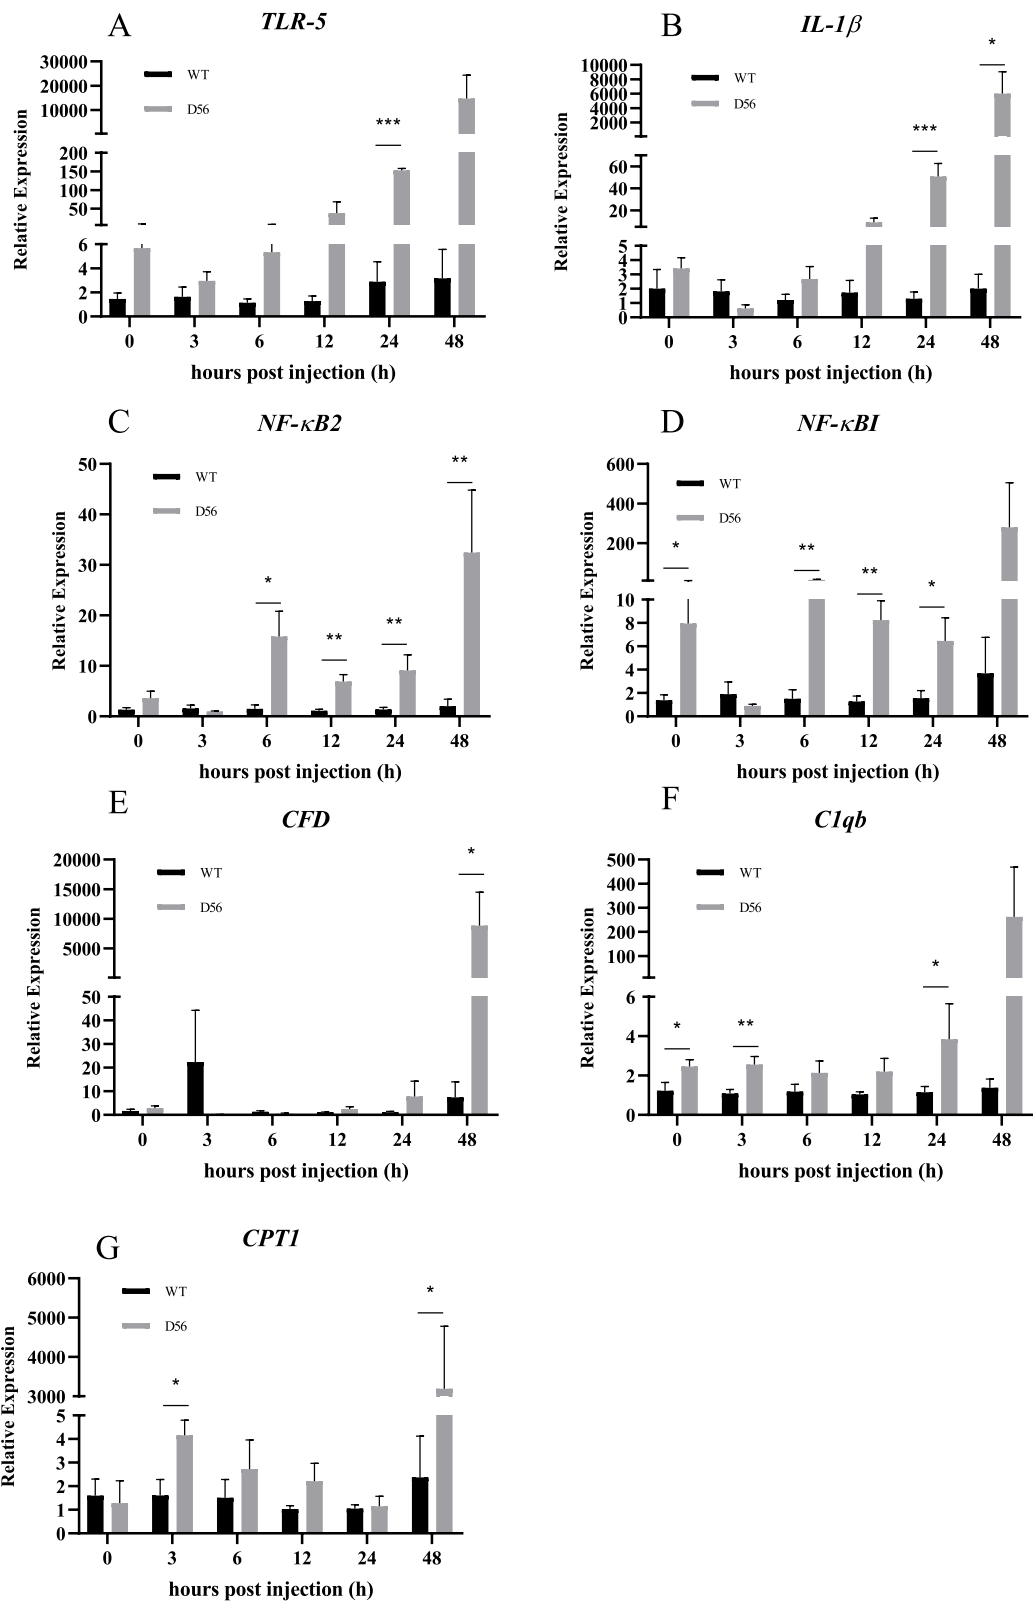 A
TLR-5
Relative Expression
30000
10000
200
150
100
50
6
4
2
0
WT
D56
***
0 3 6 12 24 48
hours post injection (h)
B
IL-1β
Relative Expression
10000
8000
6000
4000
2000
60
40
20
5
4
3
2
1
0
WT
D56
***
*
0 3 6 12 24 48
hours post injection (h)
C
NF-κB2
Relative Expression
50
40
30
20
10
0
WT
D56
*
**
**
**
0 3 6 12 24 48
hours post injection (h)
D
NF-κBI
Relative Expression
600
400
200
10
8
6
4
2
0
WT
D56
*
**
**
*
0 3 6 12 24 48
hours post injection (h)
E
CFD
Relative Expression
20000
15000
10000
5000
50
40
30
20
10
0
WT
D56
*
0 3 6 12 24 48
hours post injection (h)
F
C1qb
Relative Expression
500
400
300
200
100
6
4
2
0
WT
D56
*
**
*
0 3 6 12 24 48
hours post injection (h)
G
CPT1
Relative Expression
6000
5000
4000
3000
5
4
3
2
1
0
WT
D56
*
*
0 3 6 12 24 48
hours post injection (h)